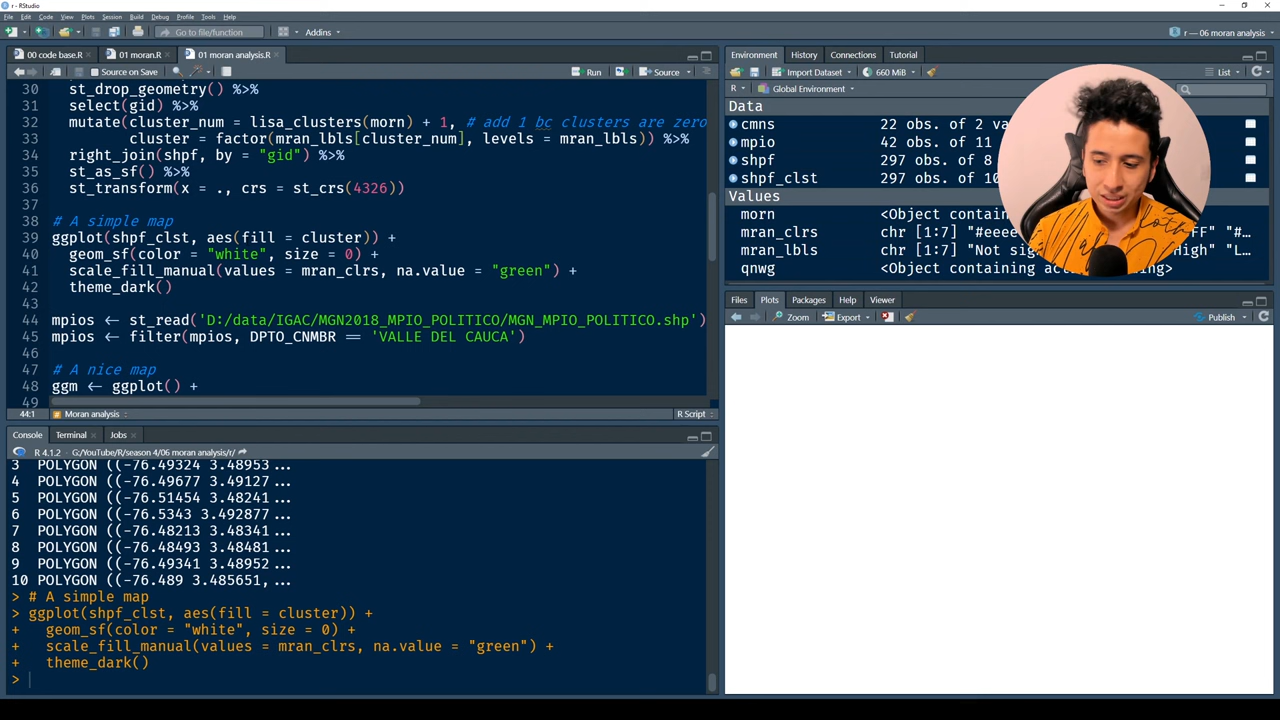 r - RStudio
File Edit Code View Plots Session Build Debug Profile Tools Help
Go to file/function Addins r — 06 moran analysis
00 code base.R 01 moran.R 01 moran analysis.R
Source on Save Run Source
30 st_drop_geometry() %>%
31 select(gid) %>%
32 mutate(cluster_num = lisa_clusters(morn) + 1, # add 1 bc clusters are zero
33 cluster = factor(mran_lbls[cluster_num], levels = mran_lbls)) %>%
34 right_join(shpf, by = "gid") %>%
35 st_as_sf() %>%
36 st_transform(x = ., crs = st_crs(4326))
37
38 # A simple map
39 ggplot(shpf_clst, aes(fill = cluster)) +
40 geom_sf(color = "white", size = 0) +
41 scale_fill_manual(values = mran_clrs, na.value = "green") +
42 theme_dark()
43
44 mpios ← st_read('D:/data/IGAC/MGN2018_MPIO_POLITICO/MGN_MPIO_POLITICO.shp')
45 mpios ← filter(mpios, DPTO_CNMBR == 'VALLE DEL CAUCA')
46
47 # A nice map
48 ggm ← ggplot() +
49
44:1 Moran analysis R Script
Console Terminal Jobs
R 4.1.2 · G:/YouTube/R/season 4/06 moran analysis/r/
3 POLYGON ((-76.49324 3.48953 ...
4 POLYGON ((-76.49677 3.49127 ...
5 POLYGON ((-76.51454 3.48241 ...
6 POLYGON ((-76.5343 3.492877 ...
7 POLYGON ((-76.48213 3.48341 ...
8 POLYGON ((-76.48493 3.48481 ...
9 POLYGON ((-76.49341 3.48952 ...
10 POLYGON ((-76.489 3.485651, ...
> # A simple map
> ggplot(shpf_clst, aes(fill = cluster)) +
+ geom_sf(color = "white", size = 0) +
+ scale_fill_manual(values = mran_clrs, na.value = "green") +
+ theme_dark()
>
Environment History Connections Tutorial
Import Dataset 660 MiB List
R Global Environment
Data
cmns 22 obs. of 2 va
mpio 42 obs. of 11
shpf 297 obs. of 8
shpf_clst 297 obs. of 10
Values
morn <Object contain
mran_clrs chr [1:7] "#eeee FF" "#...
mran_lbls chr [1:7] "Not sig High" "L...
qnwg <Object containing act >
Files Plots Packages Help Viewer
Zoom Export Publish